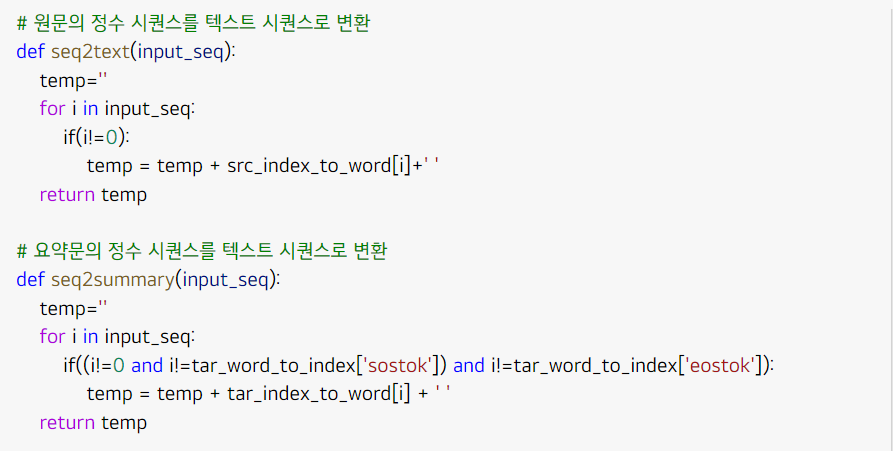 # 원문의 정수 시퀀스를 텍스트 시퀀스로 변환
def seq2text(input_seq):
    temp=''
    for i in input_seq:
        if(i!=0):
            temp = temp + src_index_to_word[i]+' '
    return temp

# 요약문의 정수 시퀀스를 텍스트 시퀀스로 변환
def seq2summary(input_seq):
    temp=''
    for i in input_seq:
        if((i!=0 and i!=tar_word_to_index['sostok']) and i!=tar_word_to_index['eostok']):
            temp = temp + tar_index_to_word[i] + ' '
    return temp